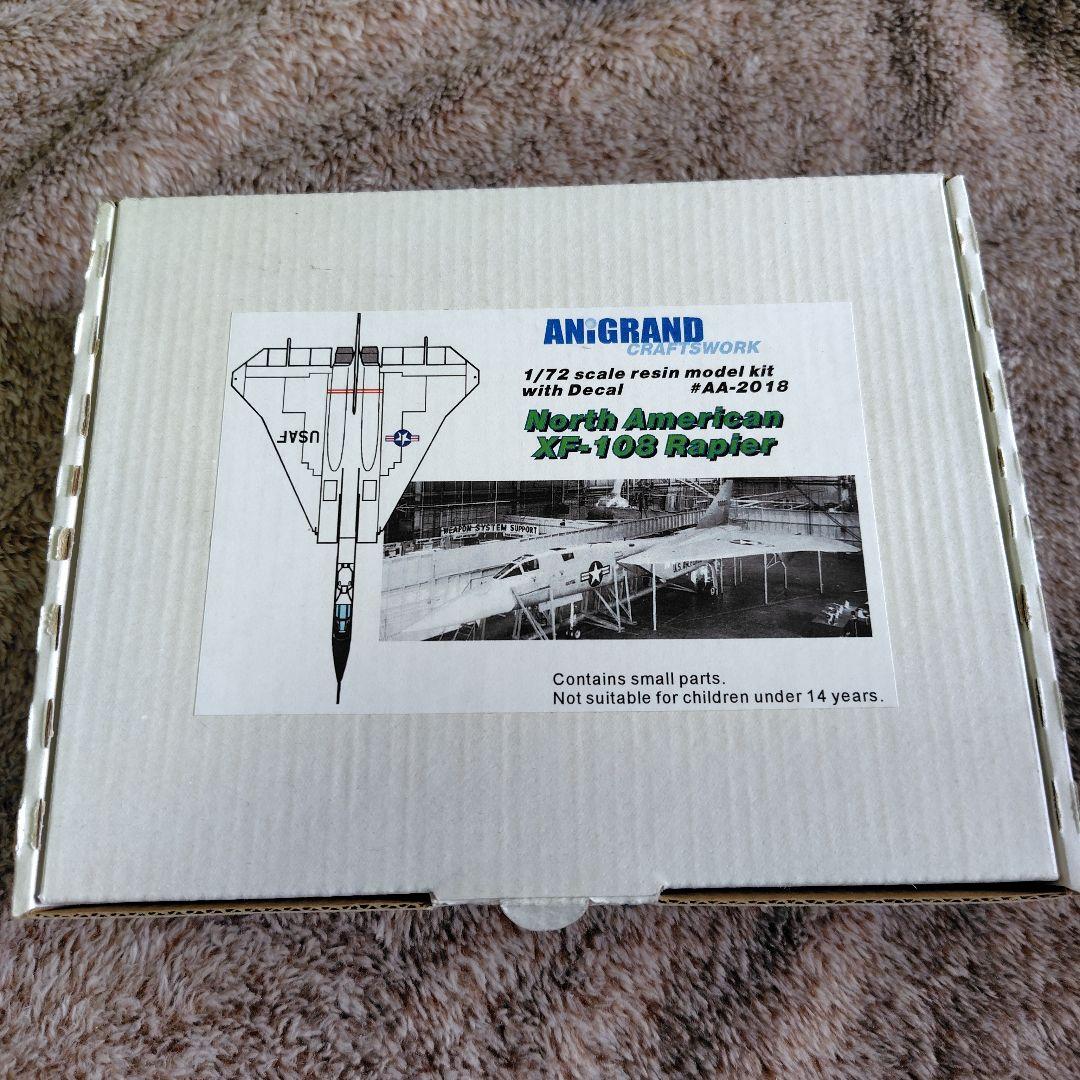 ANiGRAND
CRAFTSWORK
1/72 scale resin model kit
with Decal #AA-2018
North American
XF-108 Rapier
USAF
WEAPON SYSTEM SUPPORT
Contains small parts.
Not suitable for children under 14 years.